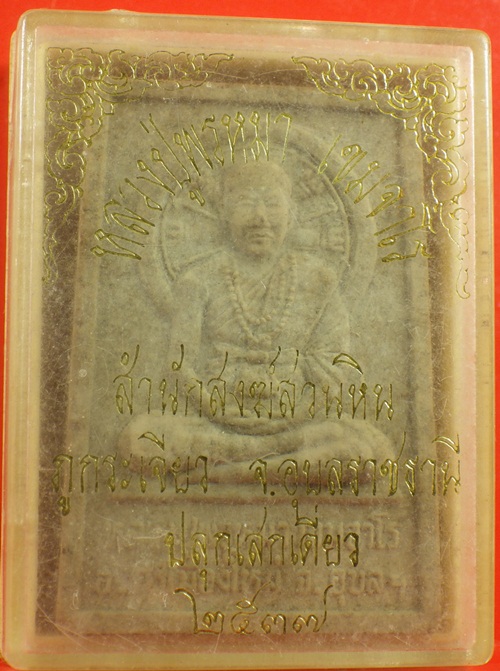 หลวงปู่พรหมา เขมจาโร
สำนักสงฆ์สวนหิน
ภูกระเจียว จ.อุบลราชธานี
ปลุกเสกเดี่ยว
๒๕๓๗